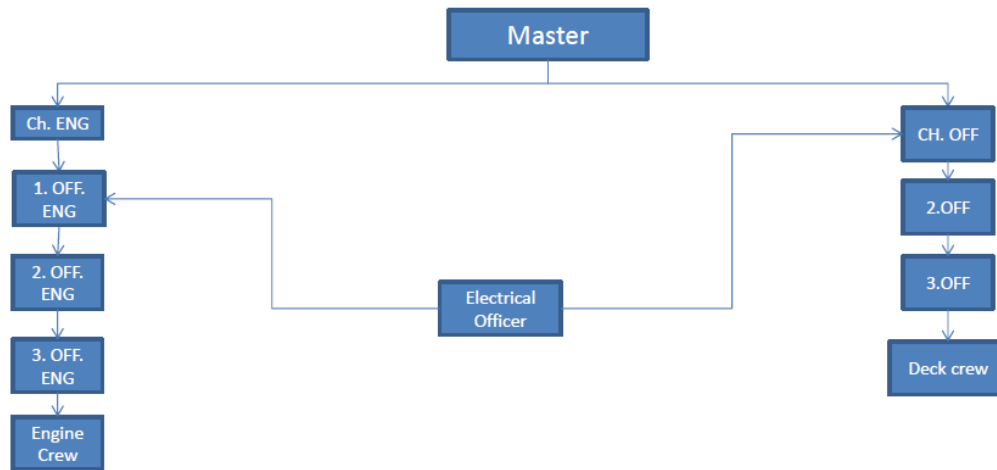 Master
Ch. ENG
CH. OFF
1. OFF.
ENG
2.OFF
2. OFF.
ENG
3.OFF
Electrical
Officer
3. OFF.
ENG
Deck crew
Engine
Crew